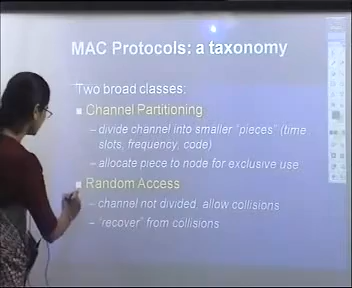 MAC Protocols: a taxonomy
Two broad classes:
Channel Partitioning
– divide channel into smaller "pieces" (time
slots, frequency, code)
– allocate piece to node for exclusive use
Random Access
– channel not divided, allow collisions
– "recover" from collisions